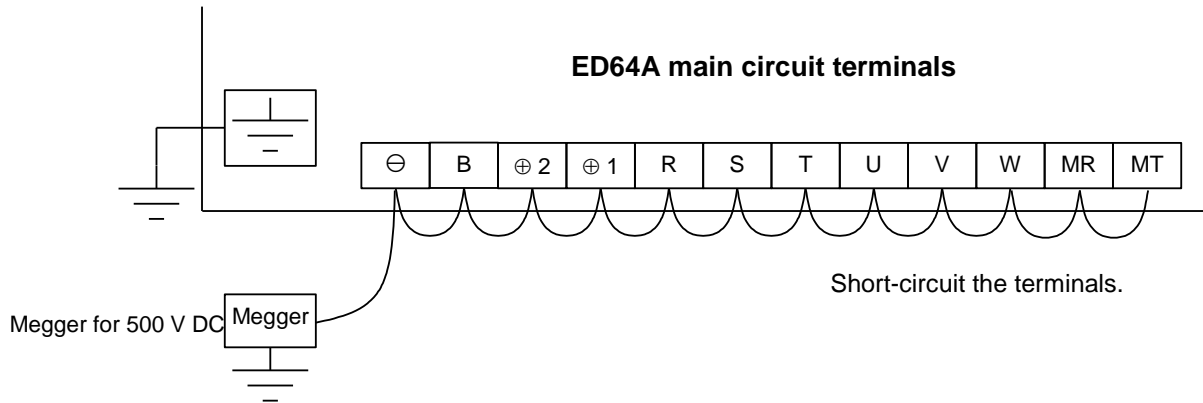 ED64A main circuit terminals
⊖ B ⊕ 2 ⊕ 1 R S T U V W MR MT
Short-circuit the terminals.
Megger for 500 V DC Megger